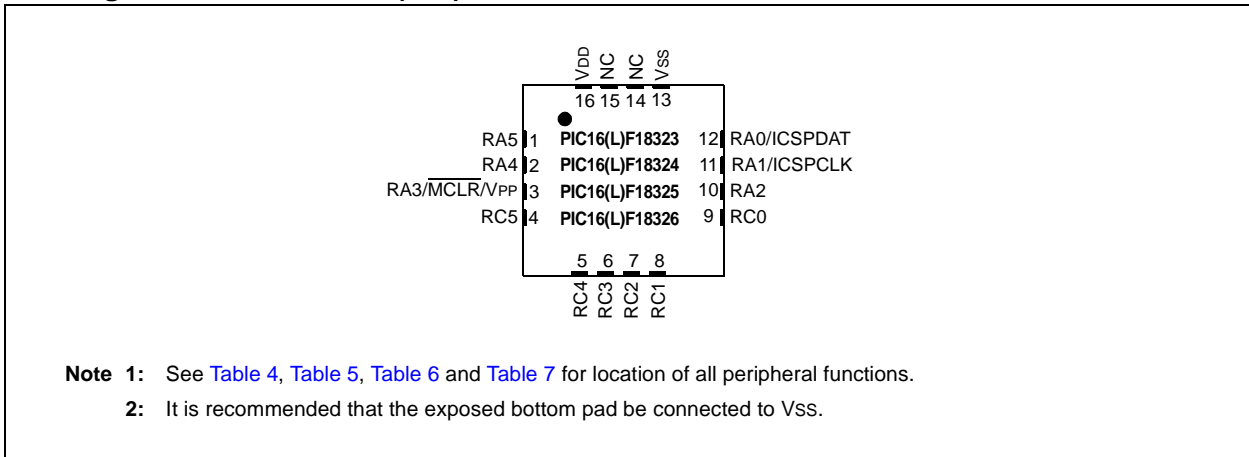 VDD NC NC VSS
16 15 14 13
RA5 1 PIC16(L)F18323 12 RA0/ICSPDAT
RA4 2 PIC16(L)F18324 11 RA1/ICSPCLK
RA3/MCLR/VPP 3 PIC16(L)F18325 10 RA2
RC5 4 PIC16(L)F18326 9 RC0
5 6 7 8
RC4 RC3 RC2 RC1
Note 1: See Table 4, Table 5, Table 6 and Table 7 for location of all peripheral functions.
2: It is recommended that the exposed bottom pad be connected to VSS.